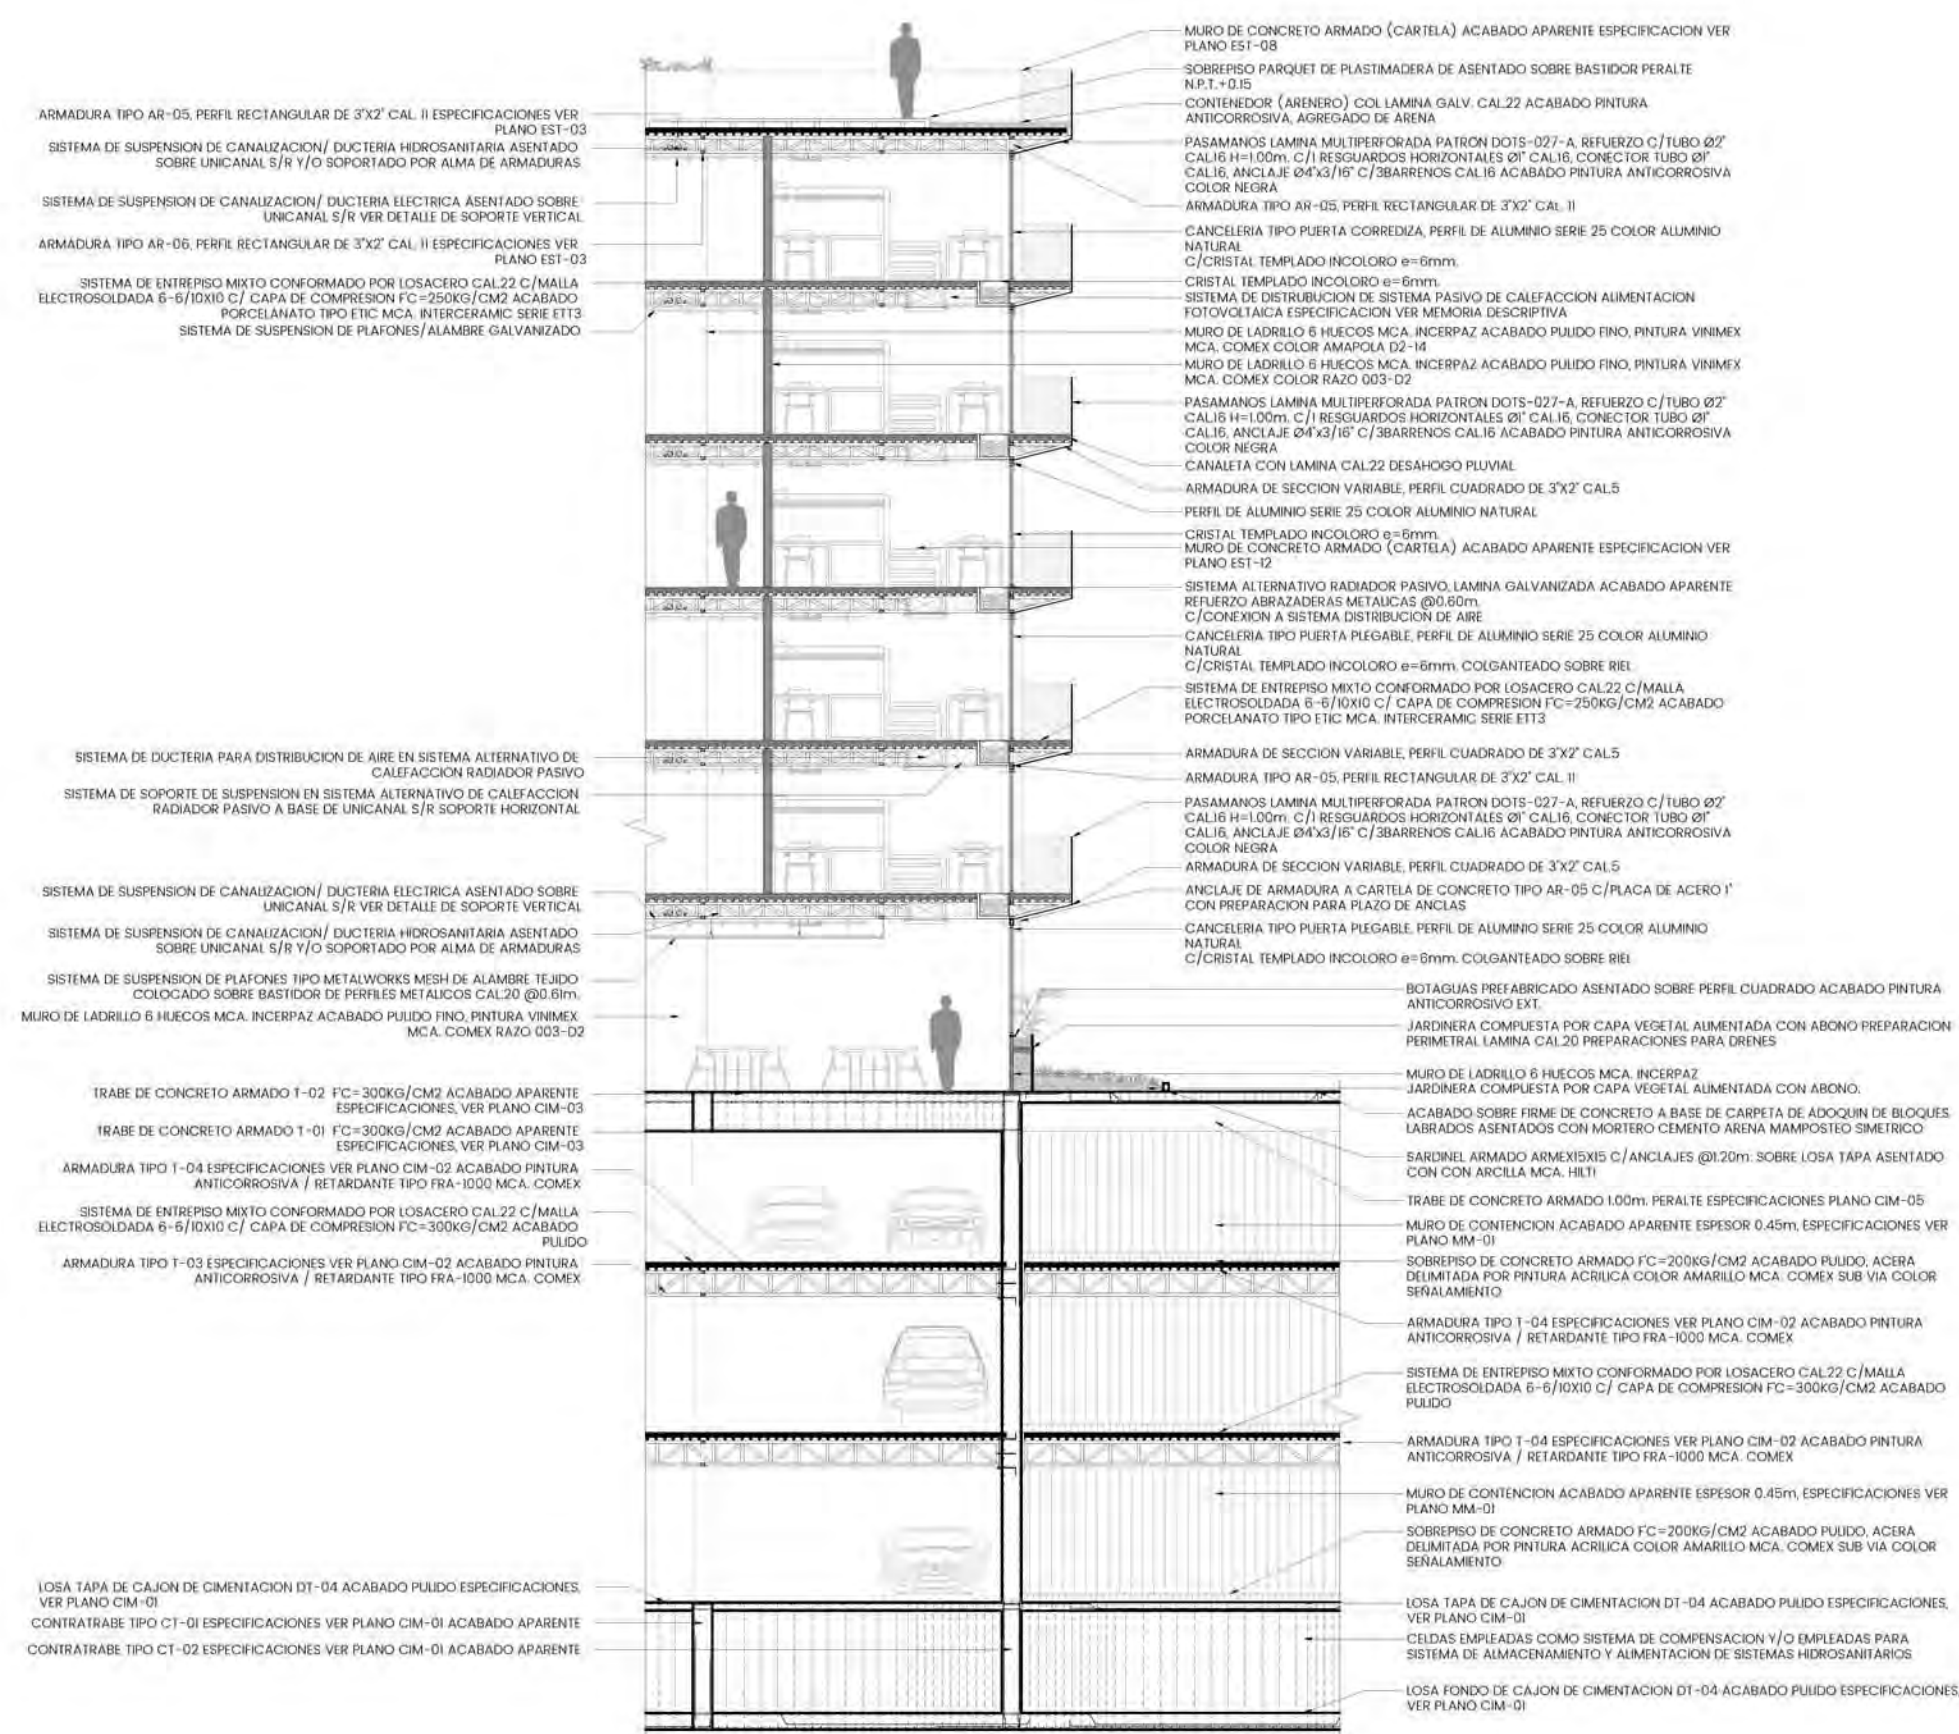 ARMADURA TIPO AR-05, PERFIL RECTANGULAR DE 3"X2" CAL. 11 ESPECIFICACIONES VER
PLANO EST-03
SISTEMA DE SUSPENSION DE CANALIZACION/ DUCTERIA HIDROSANITARIA ASENTADO
SOBRE UNICANAL S/R Y/O SOPORTADO POR ALMA DE ARMADURAS
SISTEMA DE SUSPENSION DE CANALIZACION/ DUCTERIA ELECTRICA ASENTADO SOBRE
UNICANAL S/R VER DETALLE DE SOPORTE VERTICAL
ARMADURA TIPO AR-06, PERFIL RECTANGULAR DE 3"X2" CAL. 11 ESPECIFICACIONES VER
PLANO EST-03
SISTEMA DE ENTREPISO MIXTO CONFORMADO POR LOSACERO CAL.22 C/MALLA
ELECTROSOLDADA 6-6/10X10 C/ CAPA DE COMPRESION F'C=250KG/CM2 ACABADO
PORCELANATO TIPO ETIC MCA. INTERCERAMIC SERIE ETT3
SISTEMA DE SUSPENSION DE PLAFONES/ALAMBRE GALVANIZADO
SISTEMA DE DUCTERIA PARA DISTRIBUCION DE AIRE EN SISTEMA ALTERNATIVO DE
CALEFACCION RADIADOR PASIVO
SISTEMA DE SOPORTE DE SUSPENSION EN SISTEMA ALTERNATIVO DE CALEFACCION
RADIADOR PASIVO A BASE DE UNICANAL S/R SOPORTE HORIZONTAL
SISTEMA DE SUSPENSION DE CANALIZACION/ DUCTERIA ELECTRICA ASENTADO SOBRE
UNICANAL S/R VER DETALLE DE SOPORTE VERTICAL
SISTEMA DE SUSPENSION DE CANALIZACION/ DUCTERIA HIDROSANITARIA ASENTADO
SOBRE UNICANAL S/R Y/O SOPORTADO POR ALMA DE ARMADURAS
SISTEMA DE SUSPENSION DE PLAFONES TIPO METALWORKS MESH DE ALAMBRE TEJIDO
COLOCADO SOBRE BASTIDOR DE PERFILES METALICOS CAL.20 @0.61m.
MURO DE LADRILLO 6 HUECOS MCA. INCERPAZ ACABADO PULIDO FINO, PINTURA VINIMEX
MCA. COMEX RAZO 003-D2
TRABE DE CONCRETO ARMADO T-02 F'C=300KG/CM2 ACABADO APARENTE
ESPECIFICACIONES, VER PLANO CIM-03
TRABE DE CONCRETO ARMADO T-01 F'C=300KG/CM2 ACABADO APARENTE
ESPECIFICACIONES, VER PLANO CIM-03
ARMADURA TIPO T-04 ESPECIFICACIONES VER PLANO CIM-02 ACABADO PINTURA
ANTICORROSIVA / RETARDANTE TIPO FRA-1000 MCA. COMEX
SISTEMA DE ENTREPISO MIXTO CONFORMADO POR LOSACERO CAL.22 C/MALLA
ELECTROSOLDADA 6-6/10X10 C/ CAPA DE COMPRESION F'C=300KG/CM2 ACABADO
PULIDO
ARMADURA TIPO T-03 ESPECIFICACIONES VER PLANO CIM-02 ACABADO PINTURA
ANTICORROSIVA / RETARDANTE TIPO FRA-1000 MCA. COMEX
LOSA TAPA DE CAJON DE CIMENTACION DT-04 ACABADO PULIDO ESPECIFICACIONES,
VER PLANO CIM-01
CONTRATRABE TIPO CT-01 ESPECIFICACIONES VER PLANO CIM-01 ACABADO APARENTE
CONTRATRABE TIPO CT-02 ESPECIFICACIONES VER PLANO CIM-01 ACABADO APARENTE
MURO DE CONCRETO ARMADO (CARTELA) ACABADO APARENTE ESPECIFICACION VER
PLANO EST-08
SOBREPISO PARQUET DE PLASTIMADERA DE ASENTADO SOBRE BASTIDOR PERALTE
N.P.T.+0.15
CONTENEDOR (ARENERO) COL LAMINA GALV. CAL.22 ACABADO PINTURA
ANTICORROSIVA, AGREGADO DE ARENA
PASAMANOS LAMINA MULTIPERFORADA PATRON DOTS-027-A, REFUERZO C/TUBO Ø2"
CAL.16 H=1.00m. C/1 RESGUARDOS HORIZONTALES Ø1" CAL.16, CONECTOR TUBO Ø1"
CAL.16, ANCLAJE Ø4"x3/16" C/3BARRENOS CAL.16 ACABADO PINTURA ANTICORROSIVA
COLOR NEGRA
ARMADURA TIPO AR-05, PERFIL RECTANGULAR DE 3"X2" CAL. 11
CANCELERIA TIPO PUERTA CORREDIZA, PERFIL DE ALUMINIO SERIE 25 COLOR ALUMINIO
NATURAL
C/CRISTAL TEMPLADO INCOLORO e=6mm.
CRISTAL TEMPLADO INCOLORO e=6mm.
SISTEMA DE DISTRUBUCION DE SISTEMA PASIVO DE CALEFACCION ALIMENTACION
FOTOVOLTAICA ESPECIFICACION VER MEMORIA DESCRIPTIVA
MURO DE LADRILLO 6 HUECOS MCA. INCERPAZ ACABADO PULIDO FINO, PINTURA VINIMEX
MCA. COMEX COLOR AMAPOLA D2-14
MURO DE LADRILLO 6 HUECOS MCA. INCERPAZ ACABADO PULIDO FINO, PINTURA VINIMEX
MCA. COMEX COLOR RAZO 003-D2
PASAMANOS LAMINA MULTIPERFORADA PATRON DOTS-027-A, REFUERZO C/TUBO Ø2"
CAL.16 H=1.00m. C/1 RESGUARDOS HORIZONTALES Ø1" CAL.16, CONECTOR TUBO Ø1"
CAL.16, ANCLAJE Ø4"x3/16" C/3BARRENOS CAL.16 ACABADO PINTURA ANTICORROSIVA
COLOR NEGRA
CANALETA CON LAMINA CAL.22 DESAHOGO PLUVIAL
ARMADURA DE SECCION VARIABLE, PERFIL CUADRADO DE 3"X2" CAL.5
PERFIL DE ALUMINIO SERIE 25 COLOR ALUMINIO NATURAL
CRISTAL TEMPLADO INCOLORO e=6mm.
MURO DE CONCRETO ARMADO (CARTELA) ACABADO APARENTE ESPECIFICACION VER
PLANO EST-12
SISTEMA ALTERNATIVO RADIADOR PASIVO, LAMINA GALVANIZADA ACABADO APARENTE
REFUERZO ABRAZADERAS METALICAS @0.60m.
C/CONEXION A SISTEMA DISTRIBUCION DE AIRE
CANCELERIA TIPO PUERTA PLEGABLE, PERFIL DE ALUMINIO SERIE 25 COLOR ALUMINIO
NATURAL
C/CRISTAL TEMPLADO INCOLORO e=6mm. COLGANTEADO SOBRE RIEL
SISTEMA DE ENTREPISO MIXTO CONFORMADO POR LOSACERO CAL.22 C/MALLA
ELECTROSOLDADA 6-6/10X10 C/ CAPA DE COMPRESION F'C=250KG/CM2 ACABADO
PORCELANATO TIPO ETIC MCA. INTERCERAMIC SERIE ETT3
ARMADURA DE SECCION VARIABLE, PERFIL CUADRADO DE 3"X2" CAL.5
ARMADURA TIPO AR-05, PERFIL RECTANGULAR DE 3"X2" CAL. 11
PASAMANOS LAMINA MULTIPERFORADA PATRON DOTS-027-A, REFUERZO C/TUBO Ø2"
CAL.16 H=1.00m. C/1 RESGUARDOS HORIZONTALES Ø1" CAL.16, CONECTOR TUBO Ø1"
CAL.16, ANCLAJE Ø4"x3/16" C/3BARRENOS CAL.16 ACABADO PINTURA ANTICORROSIVA
COLOR NEGRA
ARMADURA DE SECCION VARIABLE, PERFIL CUADRADO DE 3"X2" CAL.5
ANCLAJE DE ARMADURA A CARTELA DE CONCRETO TIPO AR-05 C/PLACA DE ACERO 1"
CON PREPARACION PARA PLAZO DE ANCLAS
CANCELERIA TIPO PUERTA PLEGABLE, PERFIL DE ALUMINIO SERIE 25 COLOR ALUMINIO
NATURAL
C/CRISTAL TEMPLADO INCOLORO e=6mm. COLGANTEADO SOBRE RIEL
BOTAGUAS PREFABRICADO ASENTADO SOBRE PERFIL CUADRADO ACABADO PINTURA
ANTICORROSIVO EXT.
JARDINERA COMPUESTA POR CAPA VEGETAL ALIMENTADA CON ABONO PREPARACION
PERIMETRAL LAMINA CAL.20 PREPARACIONES PARA DRENES
MURO DE LADRILLO 6 HUECOS MCA. INCERPAZ
JARDINERA COMPUESTA POR CAPA VEGETAL ALIMENTADA CON ABONO.
ACABADO SOBRE FIRME DE CONCRETO A BASE DE CARPETA DE ADOQUIN DE BLOQUES
LABRADOS ASENTADOS CON MORTERO CEMENTO ARENA MAMPOSTEO SIMETRICO
SARDINEL ARMADO ARMEX15X15 C/ANCLAJES @1.20m. SOBRE LOSA TAPA ASENTADO
CON CON ARCILLA MCA. HILTI
TRABE DE CONCRETO ARMADO 1.00m. PERALTE ESPECIFICACIONES PLANO CIM-05
MURO DE CONTENCION ACABADO APARENTE ESPESOR 0.45m, ESPECIFICACIONES VER
PLANO MM-01
SOBREPISO DE CONCRETO ARMADO F'C=200KG/CM2 ACABADO PULIDO, ACERA
DELIMITADA POR PINTURA ACRILICA COLOR AMARILLO MCA. COMEX SUB VIA COLOR
SEÑALAMIENTO
ARMADURA TIPO T-04 ESPECIFICACIONES VER PLANO CIM-02 ACABADO PINTURA
ANTICORROSIVA / RETARDANTE TIPO FRA-1000 MCA. COMEX
SISTEMA DE ENTREPISO MIXTO CONFORMADO POR LOSACERO CAL.22 C/MALLA
ELECTROSOLDADA 6-6/10X10 C/ CAPA DE COMPRESION F'C=300KG/CM2 ACABADO
PULIDO
ARMADURA TIPO T-04 ESPECIFICACIONES VER PLANO CIM-02 ACABADO PINTURA
ANTICORROSIVA / RETARDANTE TIPO FRA-1000 MCA. COMEX
MURO DE CONTENCION ACABADO APARENTE ESPESOR 0.45m, ESPECIFICACIONES VER
PLANO MM-01
SOBREPISO DE CONCRETO ARMADO F'C=200KG/CM2 ACABADO PULIDO, ACERA
DELIMITADA POR PINTURA ACRILICA COLOR AMARILLO MCA. COMEX SUB VIA COLOR
SEÑALAMIENTO
LOSA TAPA DE CAJON DE CIMENTACION DT-04 ACABADO PULIDO ESPECIFICACIONES,
VER PLANO CIM-01
CELDAS EMPLEADAS COMO SISTEMA DE COMPENSACION Y/O EMPLEADAS PARA
SISTEMA DE ALMACENAMIENTO Y ALIMENTACION DE SISTEMAS HIDROSANITARIOS
LOSA FONDO DE CAJON DE CIMENTACION DT-04 ACABADO PULIDO ESPECIFICACIONES
VER PLANO CIM-01